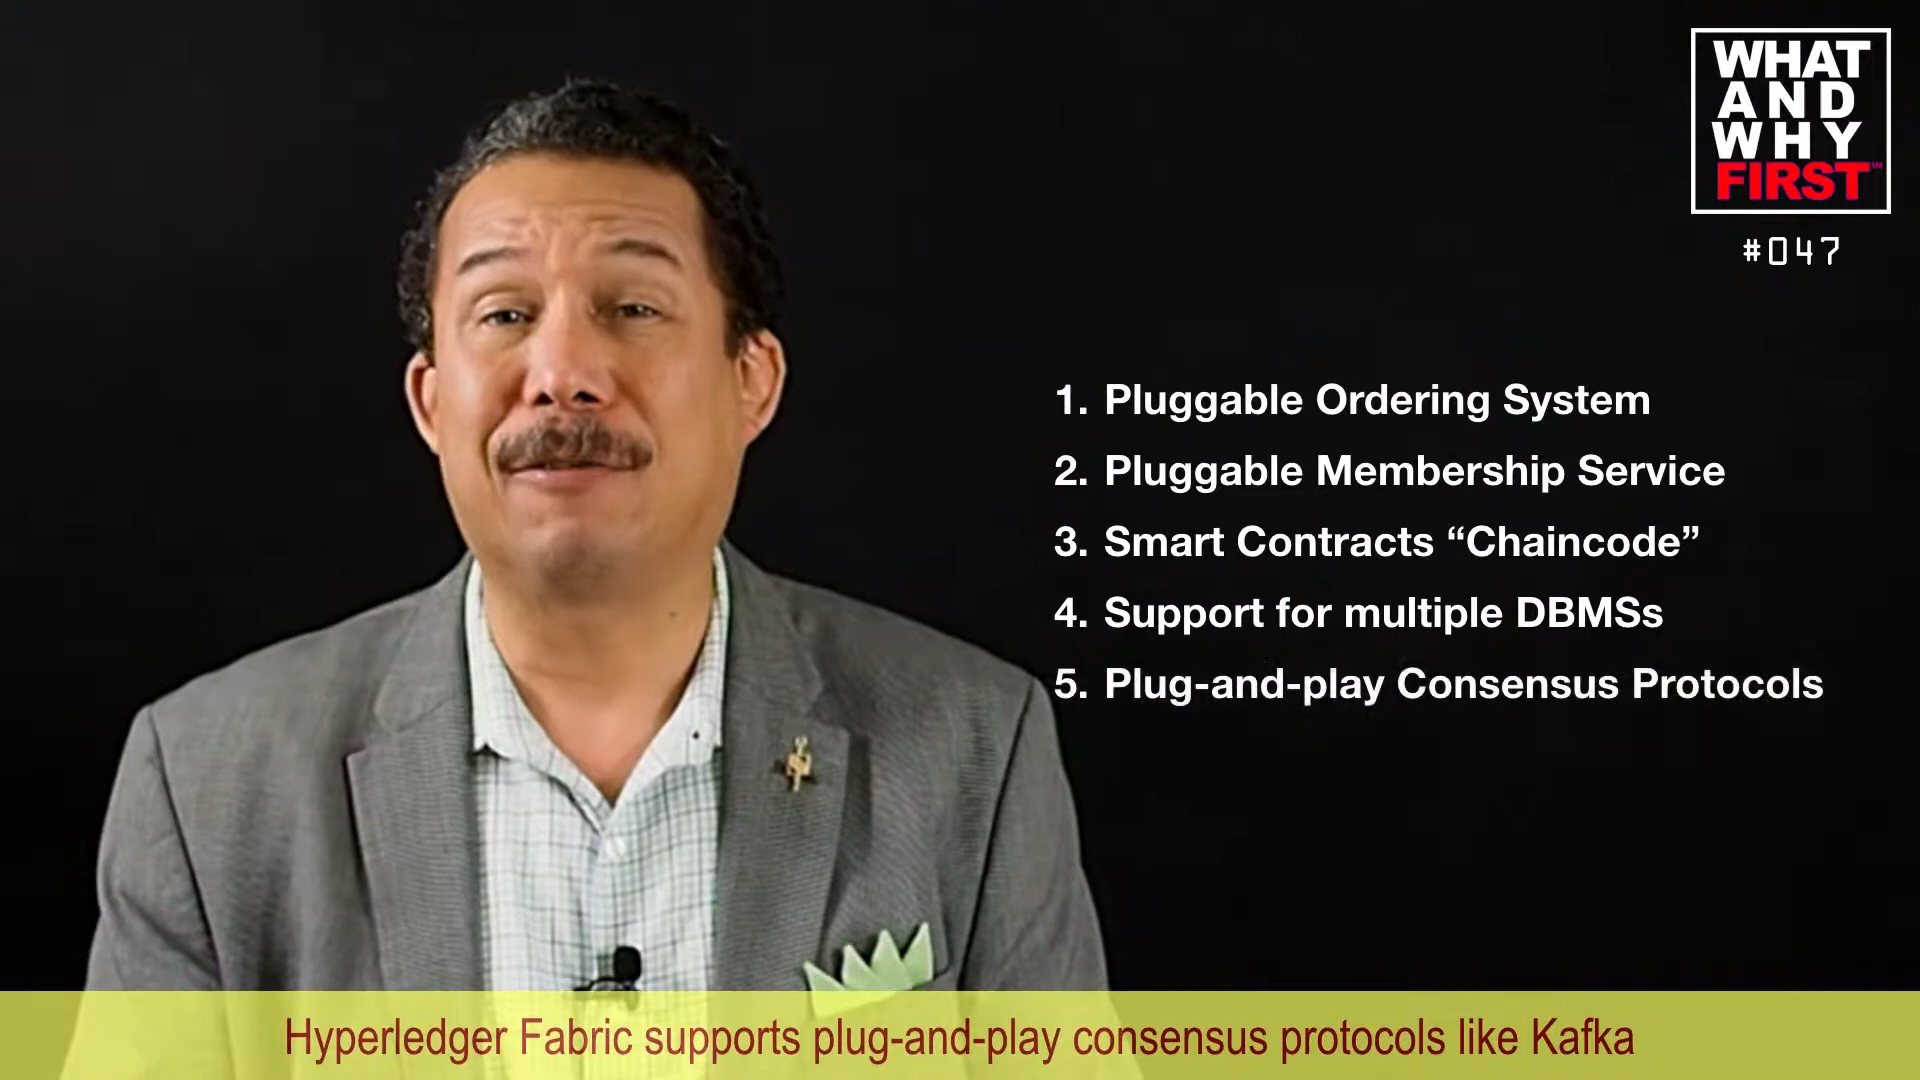 WHAT
AND
WHY
FIRST℠
#047
1. Pluggable Ordering System
2. Pluggable Membership Service
3. Smart Contracts “Chaincode”
4. Support for multiple DBMSs
5. Plug-and-play Consensus Protocols
Hyperledger Fabric supports plug-and-play consensus protocols like Kafka